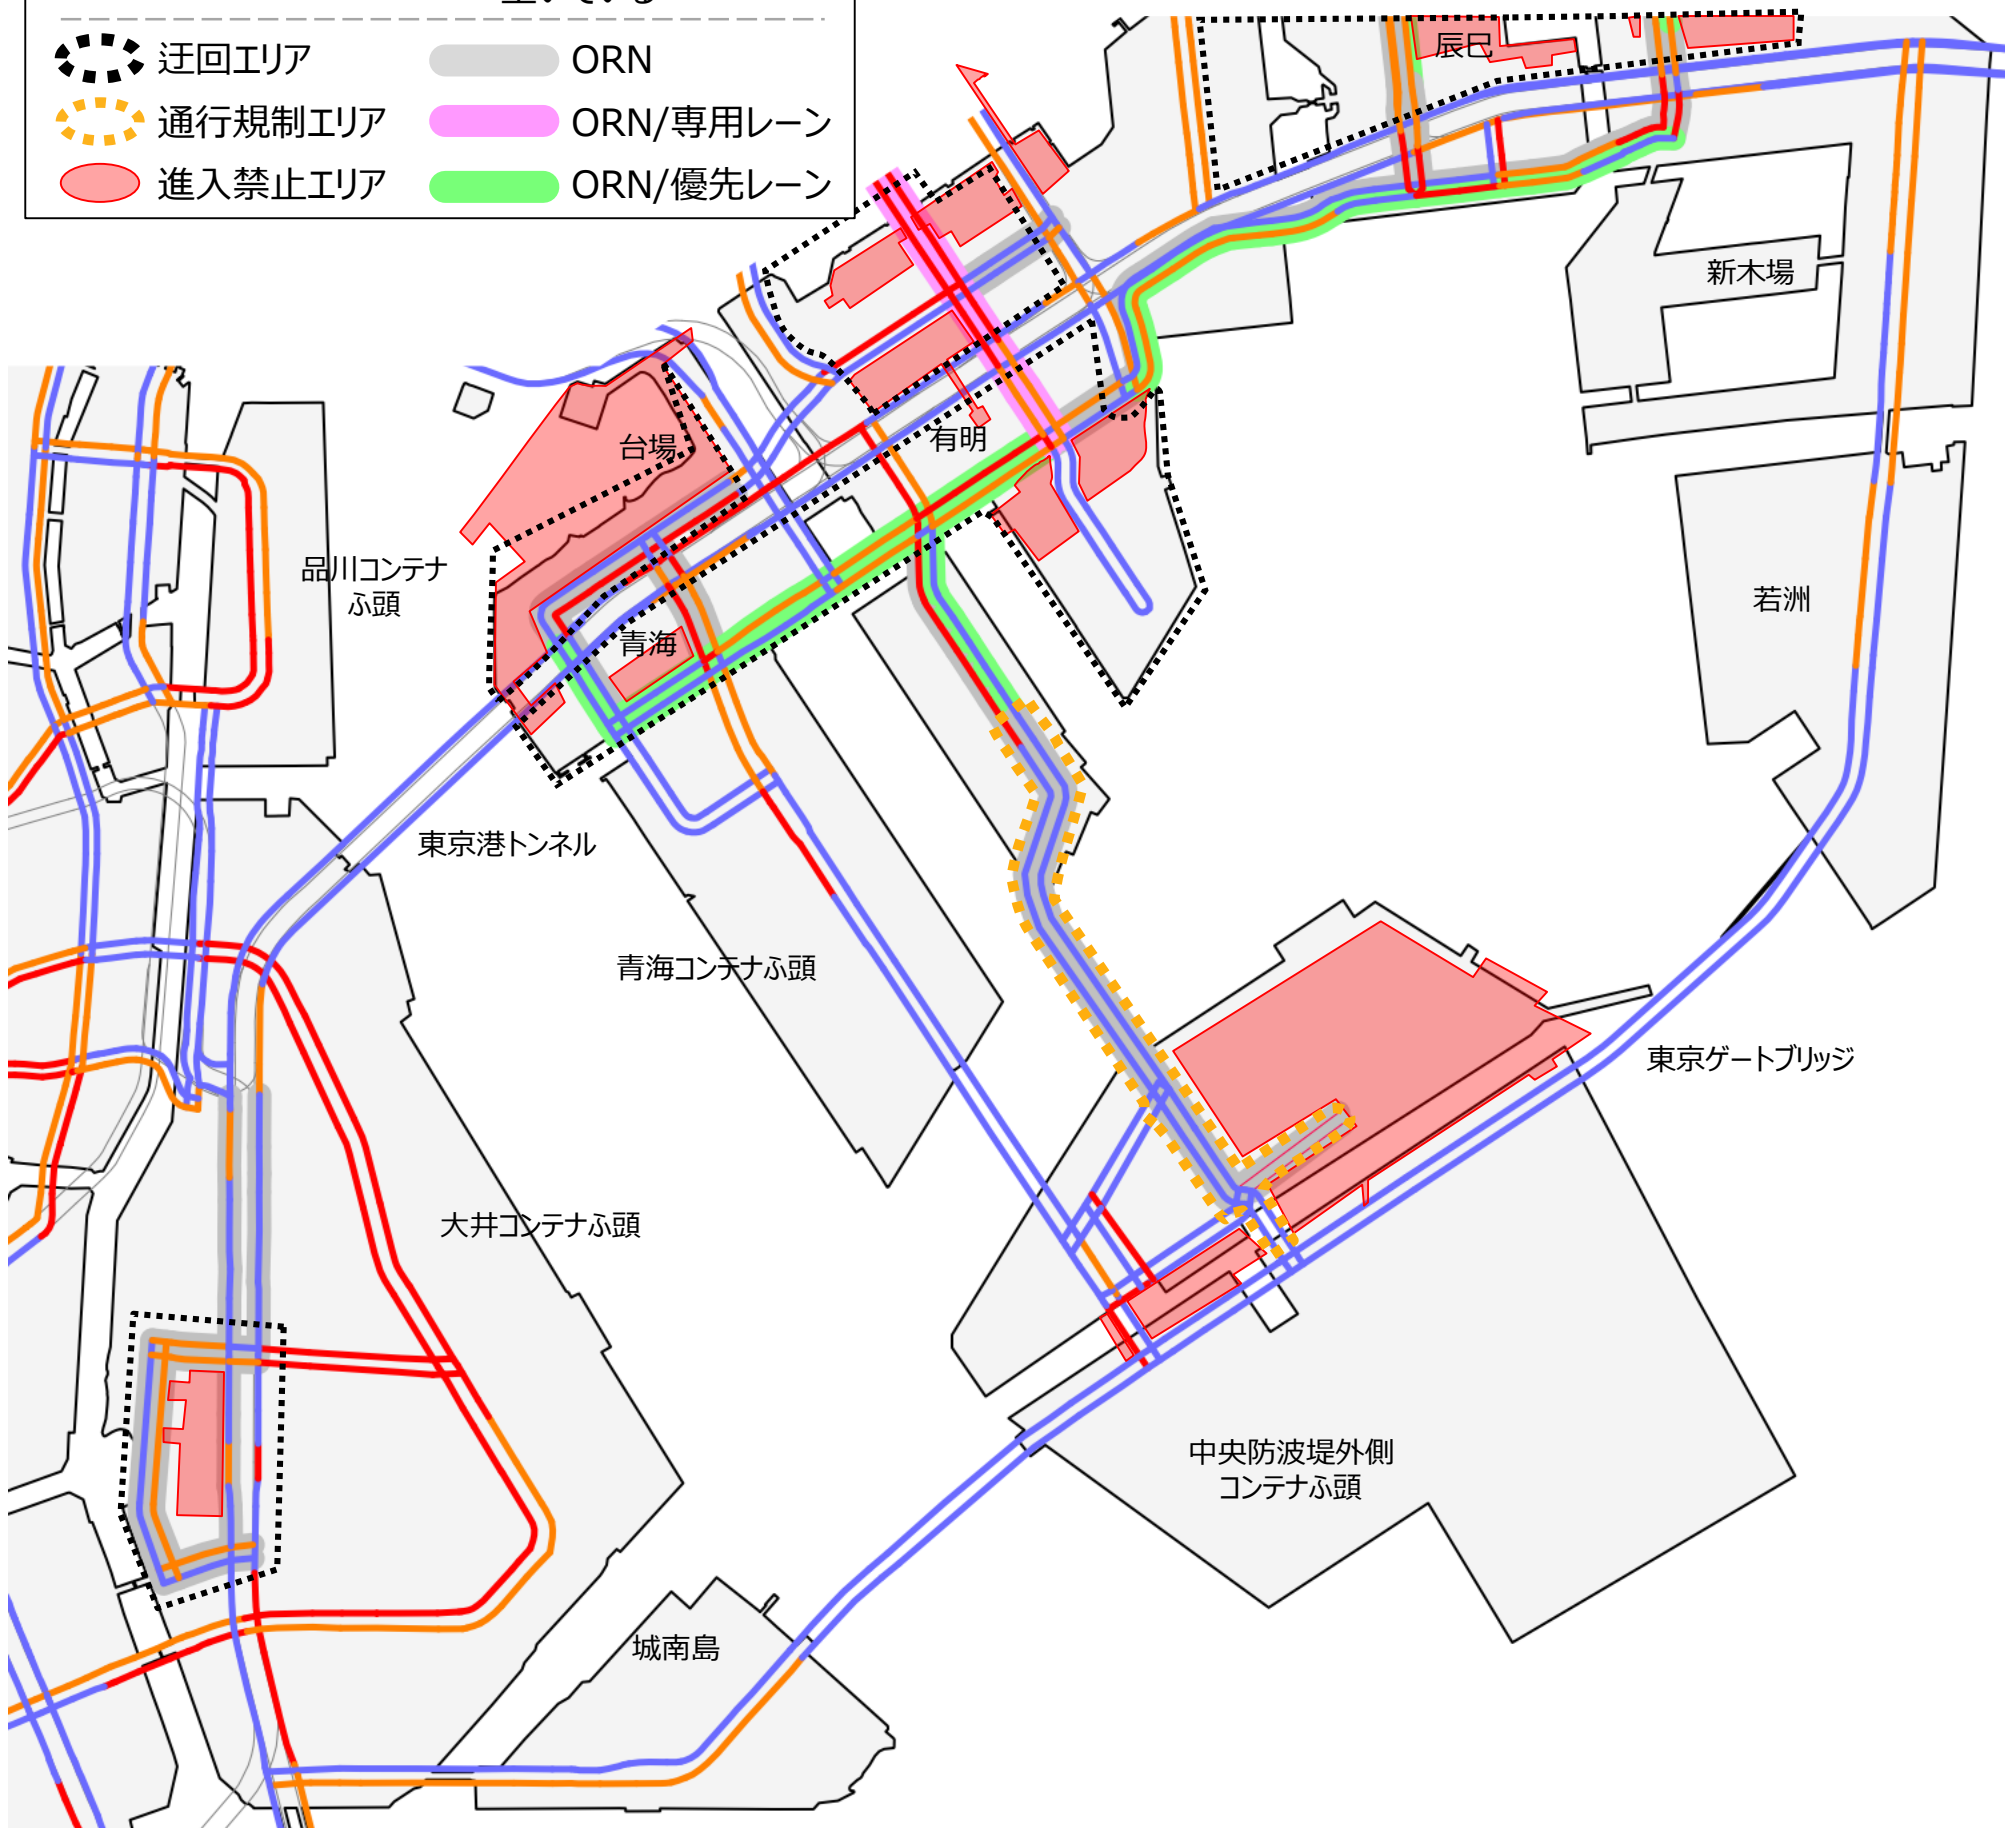 空いている
迂回エリア
ORN
通行規制エリア
ORN/専用レーン
進入禁止エリア
ORN/優先レーン
辰巳
新木場
有明
台場
品川コンテナ
ふ頭
若洲
青海
東京港トンネル
青海コンテナふ頭
東京ゲートブリッジ
大井コンテナふ頭
中央防波堤外側
コンテナふ頭
城南島